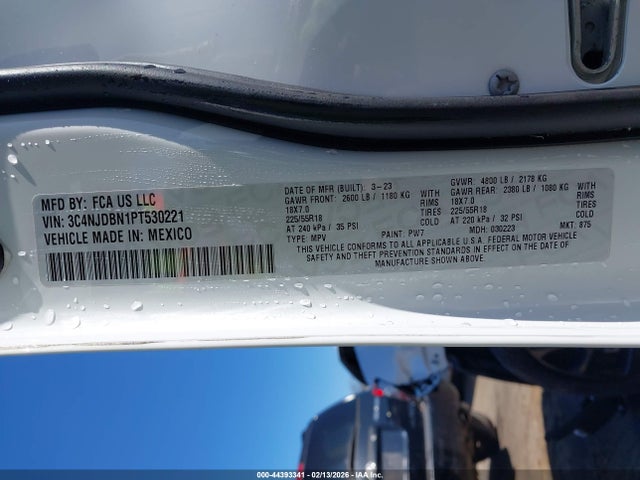 MFD BY: FCA US LLC
VIN: 3C4NJDBN1PT530221
VEHICLE MADE IN: MEXICO
DATE OF MFR (BUILT): 3-23
GAWR FRONT: 2600 LB / 1180 KG
18X7.0 TIRES
225/55R18 COLD
AT 240 kPa / 35 PSI
TYPE: MPV PAINT: PW7
GVWR: 4800 LB / 2178 KG
GAWR REAR: 2380 LB / 1080 KG
18X7.0 TIRES
225/55R18 COLD
AT 220 kPa / 32 PSI
MDH: 030223 MKT: 875
THIS VEHICLE CONFORMS TO ALL APPLICABLE U.S.A. FEDERAL MOTOR VEHICLE
SAFETY AND THEFT PREVENTION STANDARDS IN EFFECT ON THE DATE OF
MANUFACTURE SHOWN ABOVE.
000-44393341 | 02/13/2026 | IAA Inc.